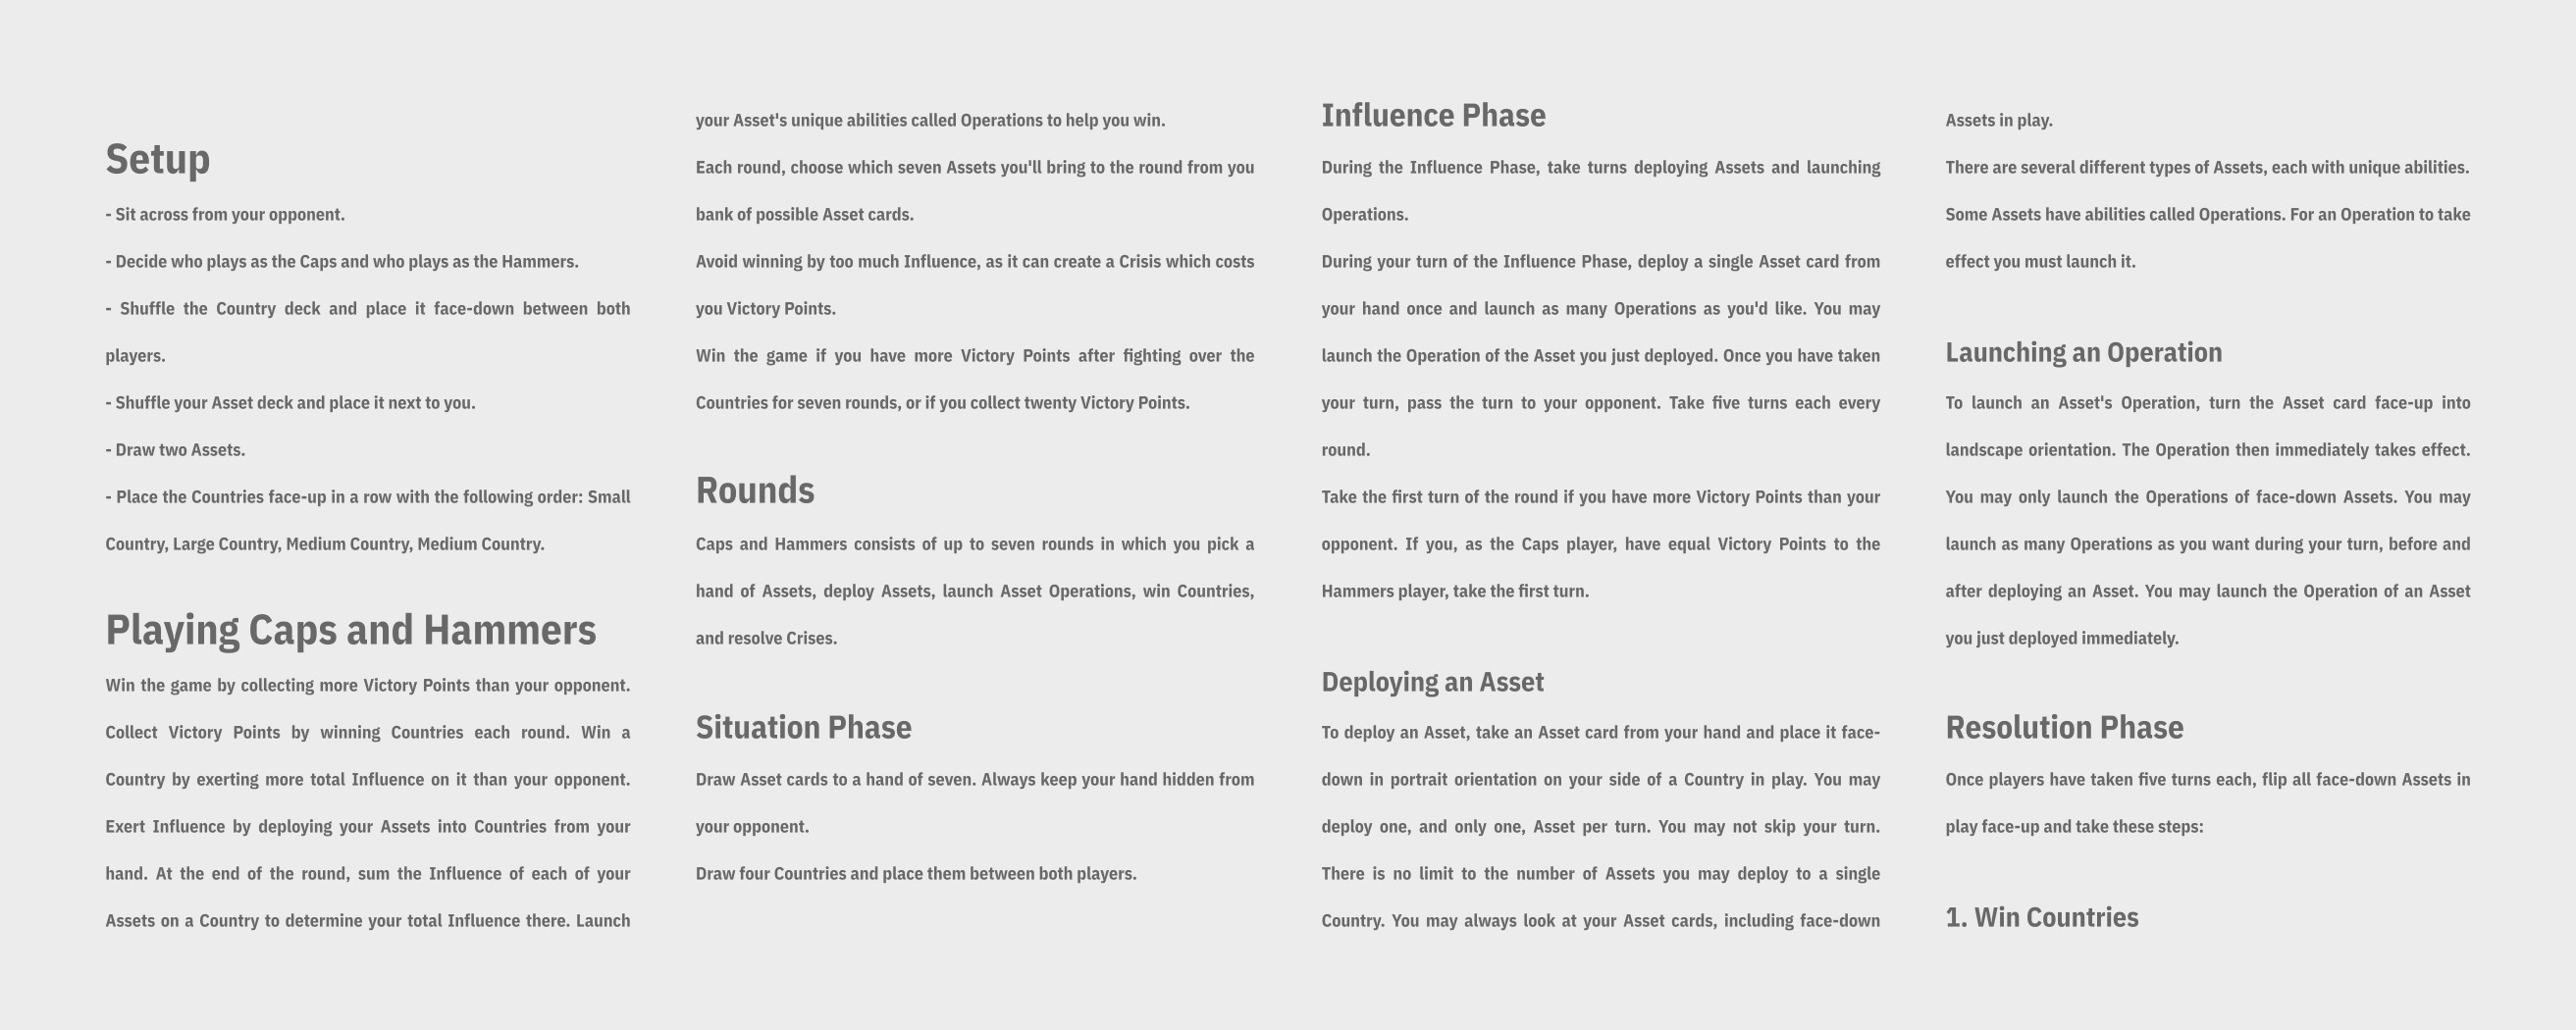 Setup
- Sit across from your opponent.
- Decide who plays as the Caps and who plays as the Hammers.
- Shuffle the Country deck and place it face-down between both
players.
- Shuffle your Asset deck and place it next to you.
- Draw two Assets.
- Place the Countries face-up in a row with the following order: Small
Country, Large Country, Medium Country, Medium Country.
Playing Caps and Hammers
Win the game by collecting more Victory Points than your opponent.
Collect Victory Points by winning Countries each round. Win a
Country by exerting more total Influence on it than your opponent.
Exert Influence by deploying your Assets into Countries from your
hand. At the end of the round, sum the Influence of each of your
Assets on a Country to determine your total Influence there. Launch
your Asset's unique abilities called Operations to help you win.
Each round, choose which seven Assets you'll bring to the round from you
bank of possible Asset cards.
Avoid winning by too much Influence, as it can create a Crisis which costs
you Victory Points.
Win the game if you have more Victory Points after fighting over the
Countries for seven rounds, or if you collect twenty Victory Points.
Rounds
Caps and Hammers consists of up to seven rounds in which you pick a
hand of Assets, deploy Assets, launch Asset Operations, win Countries,
and resolve Crises.
Situation Phase
Draw Asset cards to a hand of seven. Always keep your hand hidden from
your opponent.
Draw four Countries and place them between both players.
Influence Phase
During the Influence Phase, take turns deploying Assets and launching
Operations.
During your turn of the Influence Phase, deploy a single Asset card from
your hand once and launch as many Operations as you'd like. You may
launch the Operation of the Asset you just deployed. Once you have taken
your turn, pass the turn to your opponent. Take five turns each every
round.
Take the first turn of the round if you have more Victory Points than your
opponent. If you, as the Caps player, have equal Victory Points to the
Hammers player, take the first turn.
Deploying an Asset
To deploy an Asset, take an Asset card from your hand and place it face-
down in portrait orientation on your side of a Country in play. You may
deploy one, and only one, Asset per turn. You may not skip your turn.
There is no limit to the number of Assets you may deploy to a single
Country. You may always look at your Asset cards, including face-down
Assets in play.
There are several different types of Assets, each with unique abilities.
Some Assets have abilities called Operations. For an Operation to take
effect you must launch it.
Launching an Operation
To launch an Asset's Operation, turn the Asset card face-up into
landscape orientation. The Operation then immediately takes effect.
You may only launch the Operations of face-down Assets. You may
launch as many Operations as you want during your turn, before and
after deploying an Asset. You may launch the Operation of an Asset
you just deployed immediately.
Resolution Phase
Once players have taken five turns each, flip all face-down Assets in
play face-up and take these steps:
1. Win Countries